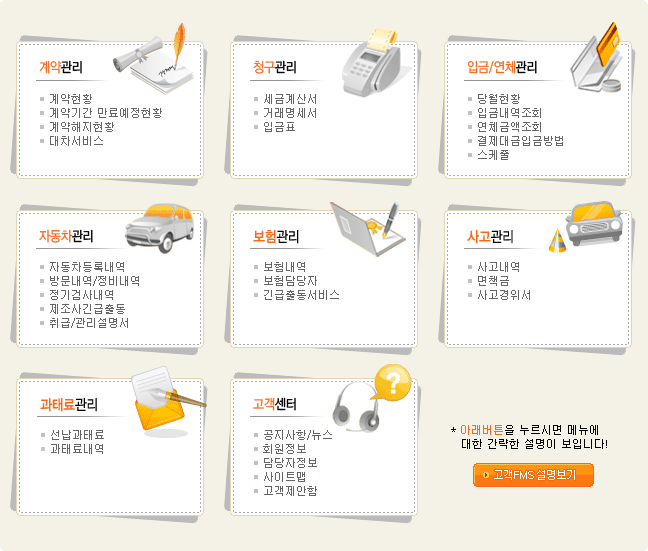 계약관리
계약현황
계약기간 만료예정현황
계약해지현황
대차서비스
청구관리
세금계산서
거래명세서
입금표
입금/연체관리
당월현황
입금내역조회
연체금액조회
결제대금입금방법
스케줄
자동차관리
자동차등록내역
방문내역/정비내역
정기검사내역
제조사긴급출동
취급/관리설명서
보험관리
보험내역
보험담당자
긴급출동서비스
사고관리
사고내역
면책금
사고경위서
과태료관리
선납과태료
과태료내역
고객센터
공지사항/뉴스
회원정보
담당자정보
사이트맵
고객제안함
* 아래버튼을 누르시면 메뉴에
대한 간략한 설명이 보입니다!
고객FMS 설명보기